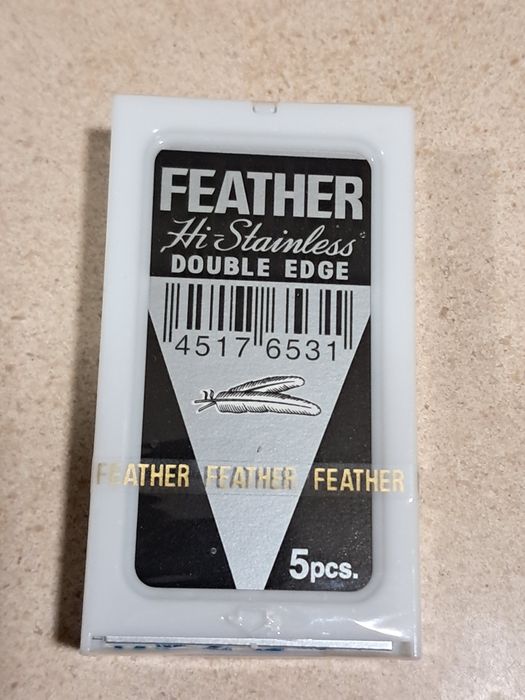 FEATHER
Hi-Stainless
DOUBLE EDGE
4517 6531
FEATHER FEATHER FEATHER
5pcs.